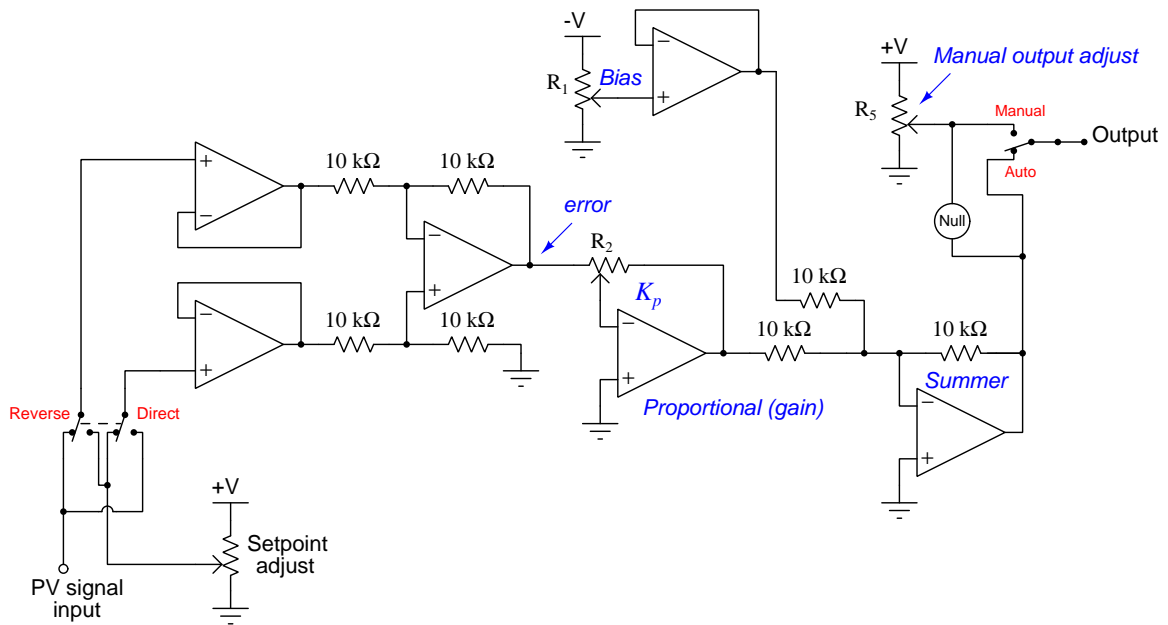 -V
R1
Bias
−
+
+V
Manual output adjust
R5
Manual
Output
Auto
Null
+
−
10 kΩ
10 kΩ
−
+
error
R2
Kp
−
+
10 kΩ
10 kΩ
−
+
10 kΩ
10 kΩ
10 kΩ
Summer
−
+
Proportional (gain)
Reverse
Direct
+V
Setpoint
adjust
PV signal
input